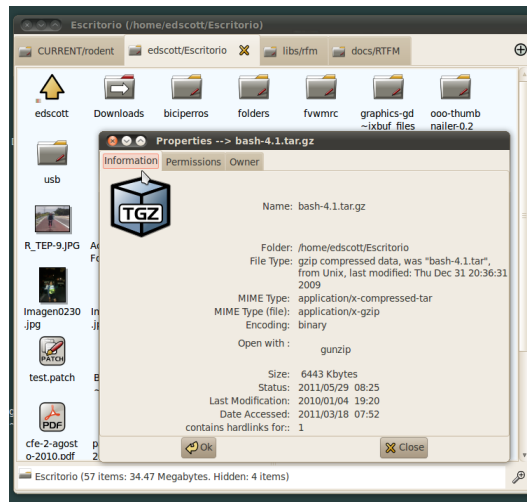 Escritorio (/home/edscott/Escritorio)
CURRENT/rodent edscott/Escritorio libs/rfm docs/RTFM
edscott Downloads biciperros folders fvwmrc graphics-gd ooo-thumb
~ixbuf_files nailer-0.2
Properties --> bash-4.1.tar.gz
Information Permissions Owner
usb
TGZ
Name: bash-4.1.tar.gz
R_TEP-9.JPG
Folder: /home/edscott/Escritorio
File Type: gzip compressed data, was "bash-4.1.tar",
from Unix, last modified: Thu Dec 31 20:36:31
2009
MIME Type: application/x-compressed-tar
MIME Type (file): application/x-gzip
Encoding: binary
Imagen0230
.jpg
Open with :
gunzip
PATCH
test.patch
Size: 6443 Kbytes
Status: 2011/05/29 08:25
Last Modification: 2010/01/04 19:20
Date Accessed: 2011/03/18 07:52
contains hardlinks for:: 1
PDF
cfe-2-agost
o-2010.pdf
Ok Close
Escritorio (57 items: 34.47 Megabytes. Hidden: 4 items)